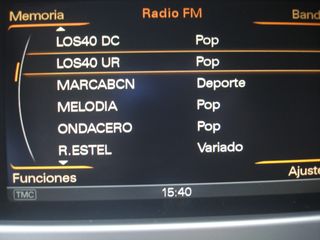 Memoria Radio FM Band
LOS40 DC Pop
LOS40 UR Pop
MARCABCN Deporte
MELODIA Pop
ONDACERO Pop
R.ESTEL Variado
Funciones Ajuste
TMC 15:40